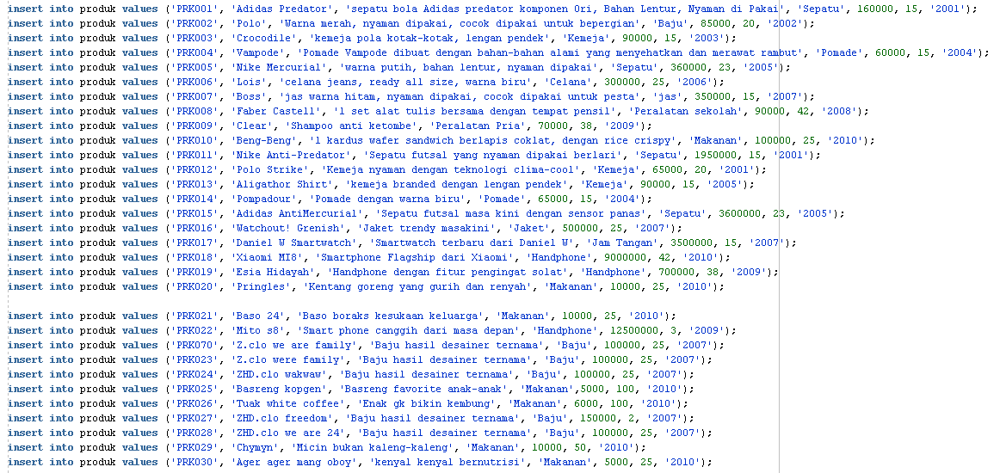 insert into produk values ('PRK001', 'Adidas Predator', 'sepatu bola Adidas predator komponen Ori, Bahan Lentur, Nyaman di Pakai', 'Sepatu', 160000, 15, '2001');
insert into produk values ('PRK002', 'Polo', 'Warna merah, nyaman dipakai, cocok dipakai untuk bepergian', 'Baju', 85000, 20, '2002');
insert into produk values ('PRK003', 'Crocodile', 'kemeja pola kotak-kotak, lengan pendek', 'Kemeja', 90000, 15, '2003');
insert into produk values ('PRK004', 'Vampode', 'Pomade Vampode dibuat dengan bahan-bahan alami yang menyehatkan dan merawat rambut', 'Pomade', 60000, 15, '2004');
insert into produk values ('PRK005', 'Nike Mercurial', 'warna putih, bahan lentur, nyaman dipakai', 'Sepatu', 360000, 23, '2005');
insert into produk values ('PRK006', 'Lois', 'celana jeans, ready all size, warna biru', 'Celana', 300000, 25, '2006');
insert into produk values ('PRK007', 'Boss', 'jas warna hitam, nyaman dipakai, cocok dipakai untuk pesta', 'jas', 350000, 15, '2007');
insert into produk values ('PRK008', 'Faber Castell', '1 set alat tulis bersama dengan tempat pensil', 'Peralatan sekolah', 90000, 42, '2008');
insert into produk values ('PRK009', 'Clear', 'Shampoo anti ketombe', 'Peralatan Pria', 70000, 38, '2009');
insert into produk values ('PRK010', 'Beng-Beng', '1 kardus wafer sandwich berlapis coklat, dengan rice crispy', 'Makanan', 100000, 25, '2010');
insert into produk values ('PRK011', 'Nike Anti-Predator', 'Sepatu futsal yang nyaman dipakai berlari', 'Sepatu', 1950000, 15, '2001');
insert into produk values ('PRK012', 'Polo Strike', 'Kemeja nyaman dengan teknologi clima-cool', 'Kemeja', 65000, 20, '2001');
insert into produk values ('PRK013', 'Aligathor Shirt', 'kemeja branded dengan lengan pendek', 'Kemeja', 90000, 15, '2005');
insert into produk values ('PRK014', 'Pompadour', 'Pomade dengan warna biru', 'Pomade', 65000, 15, '2004');
insert into produk values ('PRK015', 'Adidas AntiMercurial', 'Sepatu futsal masa kini dengan sensor panas', 'Sepatu', 3600000, 23, '2005');
insert into produk values ('PRK016', 'Watchout! Grenish', 'Jaket trendy masakini', 'Jaket', 500000, 25, '2007');
insert into produk values ('PRK017', 'Daniel W Smartwatch', 'Smartwatch terbaru dari Daniel W', 'Jam Tangan', 3500000, 15, '2007');
insert into produk values ('PRK018', 'Xiaomi MI8', 'Smartphone Flagship dari Xiaomi', 'Handphone', 9000000, 42, '2010');
insert into produk values ('PRK019', 'Esia Hidayah', 'Handphone dengan fitur pengingat solat', 'Handphone', 700000, 38, '2009');
insert into produk values ('PRK020', 'Pringles', 'Kentang goreng yang gurih dan renyah', 'Makanan', 10000, 25, '2010');
insert into produk values ('PRK021', 'Baso 24', 'Baso boraks kesukaan keluarga', 'Makanan', 10000, 25, '2010');
insert into produk values ('PRK022', 'Mito s8', 'Smart phone canggih dari masa depan', 'Handphone', 12500000, 3, '2009');
insert into produk values ('PRK070', 'Z.clo we are family', 'Baju hasil desainer ternama', 'Baju', 100000, 25, '2007');
insert into produk values ('PRK023', 'Z.clo were family', 'Baju hasil desainer ternama', 'Baju', 100000, 25, '2007');
insert into produk values ('PRK024', 'ZHD.clo wakwaw', 'Baju hasil desainer ternama', 'Baju', 100000, 25, '2007');
insert into produk values ('PRK025', 'Basreng kopgen', 'Basreng favorite anak-anak', 'Makanan',5000, 100, '2010');
insert into produk values ('PRK026', 'Tuak white coffee', 'Enak gk bikin kembung', 'Makanan', 6000, 100, '2010');
insert into produk values ('PRK027', 'ZHD.clo freedom', 'Baju hasil desainer ternama', 'Baju', 150000, 2, '2007');
insert into produk values ('PRK028', 'ZHD.clo we are 24', 'Baju hasil desainer ternama', 'Baju', 100000, 25, '2007');
insert into produk values ('PRK029', 'Chymyn', 'Micin bukan kaleng-kaleng', 'Makanan', 10000, 50, '2010');
insert into produk values ('PRK030', 'Ager ager mang oboy', 'kenyal kenyal bernutrisi', 'Makanan', 5000, 25, '2010');